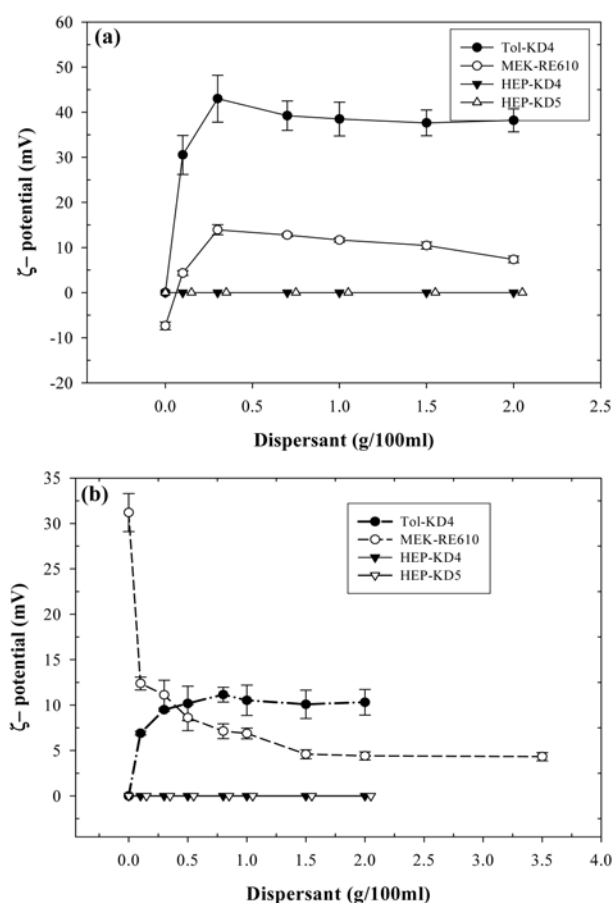 (a)
Tol-KD4
MEK-RE610
HEP-KD4
HEP-KD5
60
50
40
30
20
10
0
-10
-20
ζ– potential (mV)
0.0 0.5 1.0 1.5 2.0 2.5
Dispersant (g/100ml)
(b)
Tol-KD4
MEK-RE610
HEP-KD4
HEP-KD5
35
30
25
20
15
10
5
0
ζ– potential (mV)
0.0 0.5 1.0 1.5 2.0 2.5 3.0 3.5 4.0
Dispersant (g/100ml)